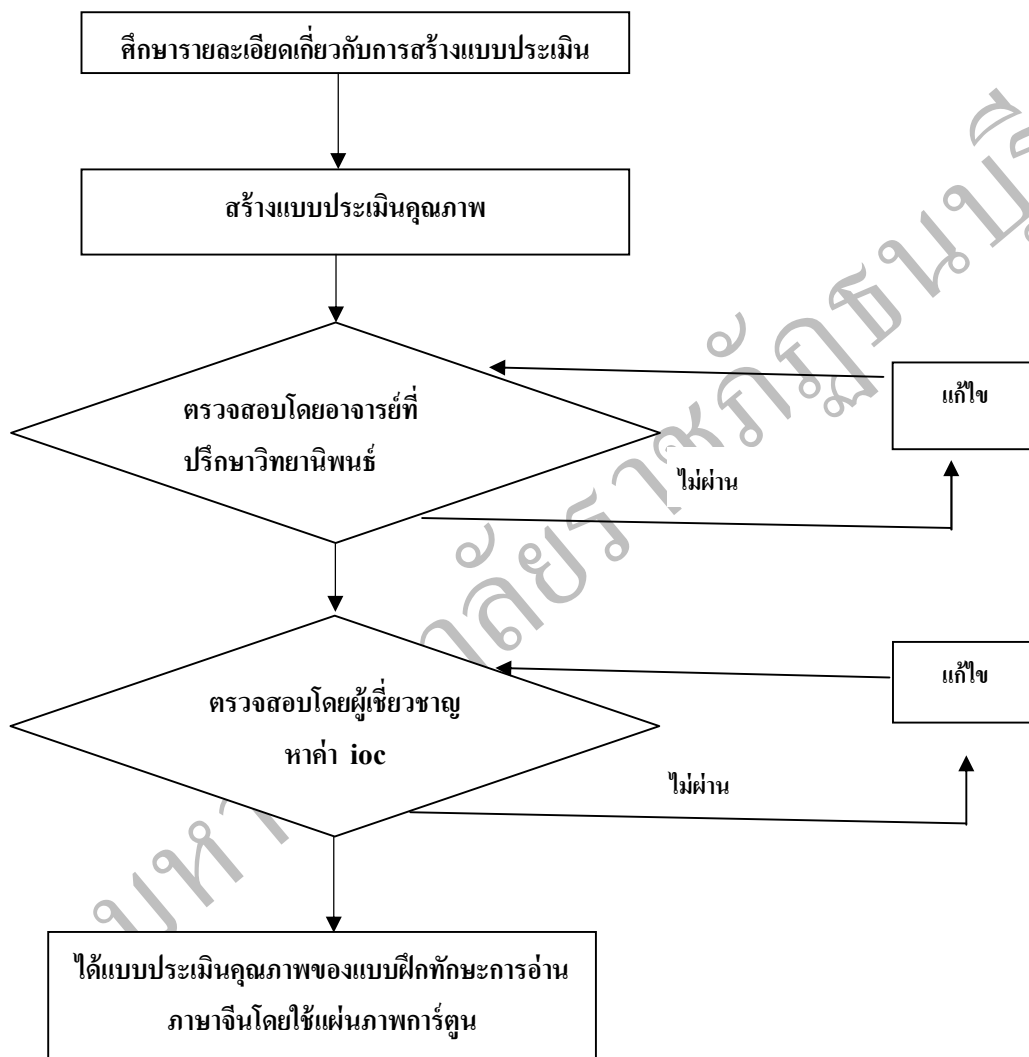 ศึกษารายละเอียดเกี่ยวกับการสร้างแบบประเมิน
สร้างแบบประเมินคุณภาพ
ตรวจสอบโดยอาจารย์ที่
ปรึกษาวิทยานิพนธ์
แก้ไข
ไม่ผ่าน
ตรวจสอบโดยผู้เชี่ยวชาญ
หาค่า ioc
แก้ไข
ไม่ผ่าน
ได้แบบประเมินคุณภาพของแบบฝึกทักษะการอ่าน
ภาษาจีนโดยใช้แผ่นภาพการ์ตูน